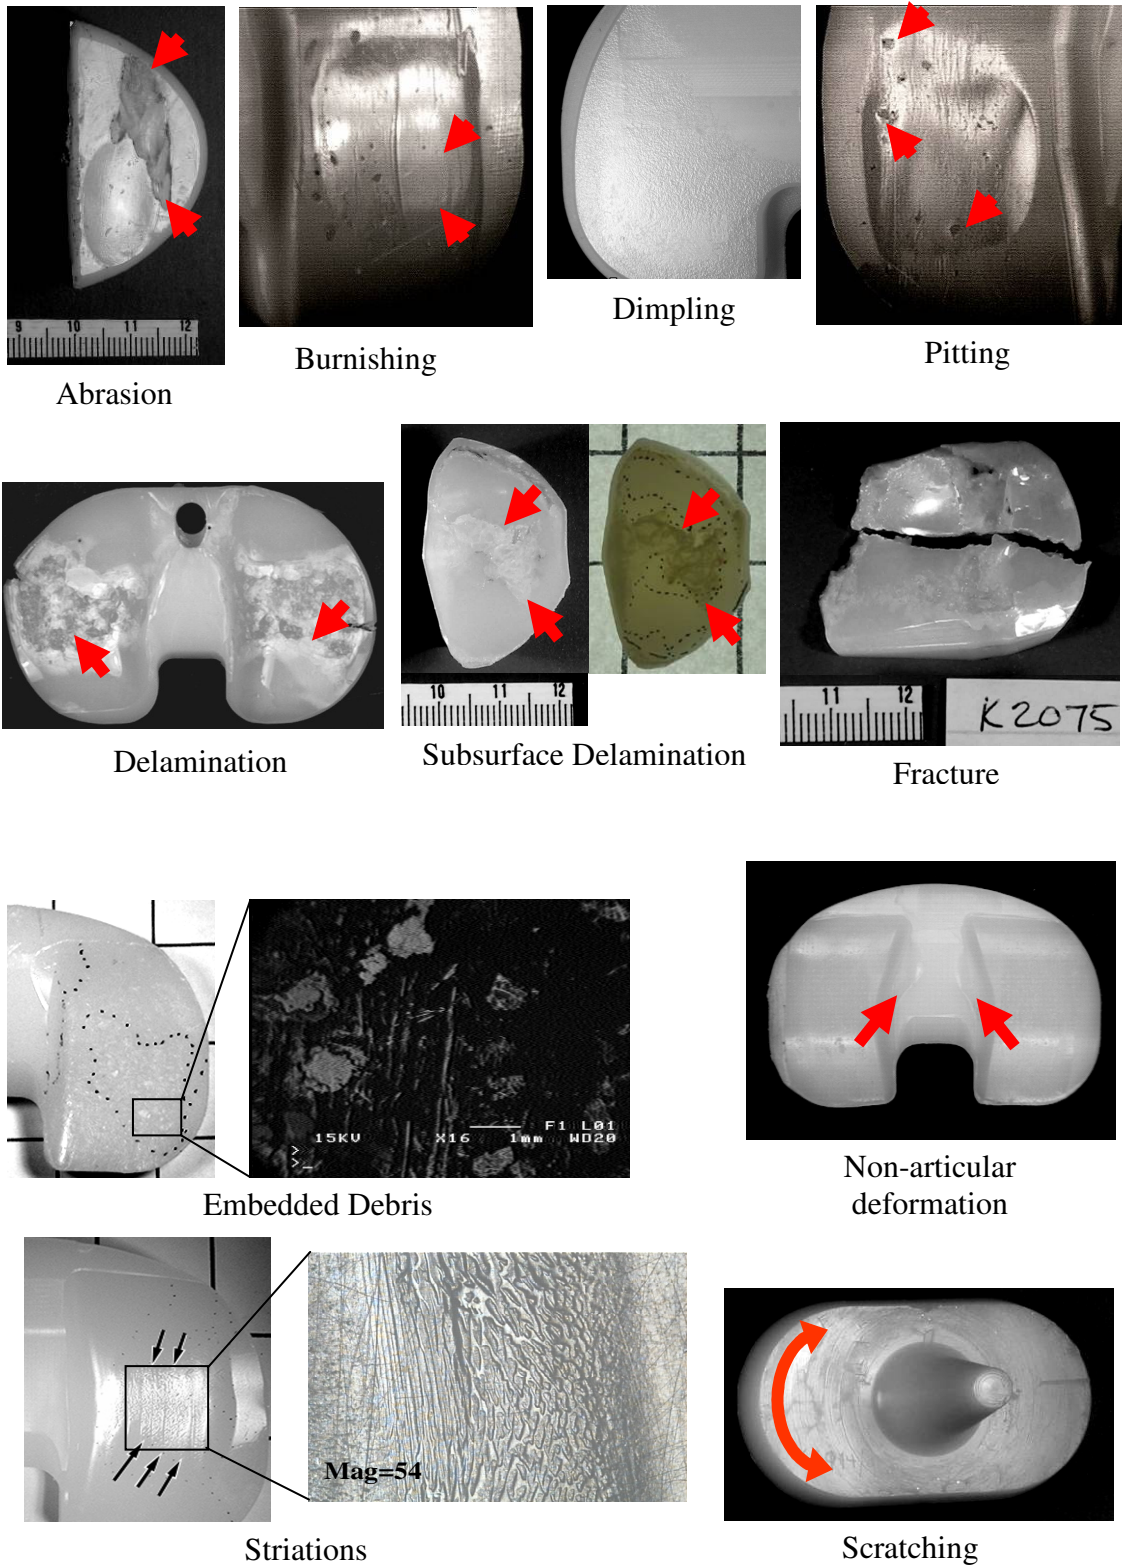 9 10 11 12
Abrasion
Burnishing
Dimpling
Pitting
Delamination
10 11 12
Subsurface Delamination
11 12
K2075
Fracture
F1 L01
15KV X16 1mm WD20
>
>_
Embedded Debris
Non-articular
deformation
Mag=54
Striations
Scratching